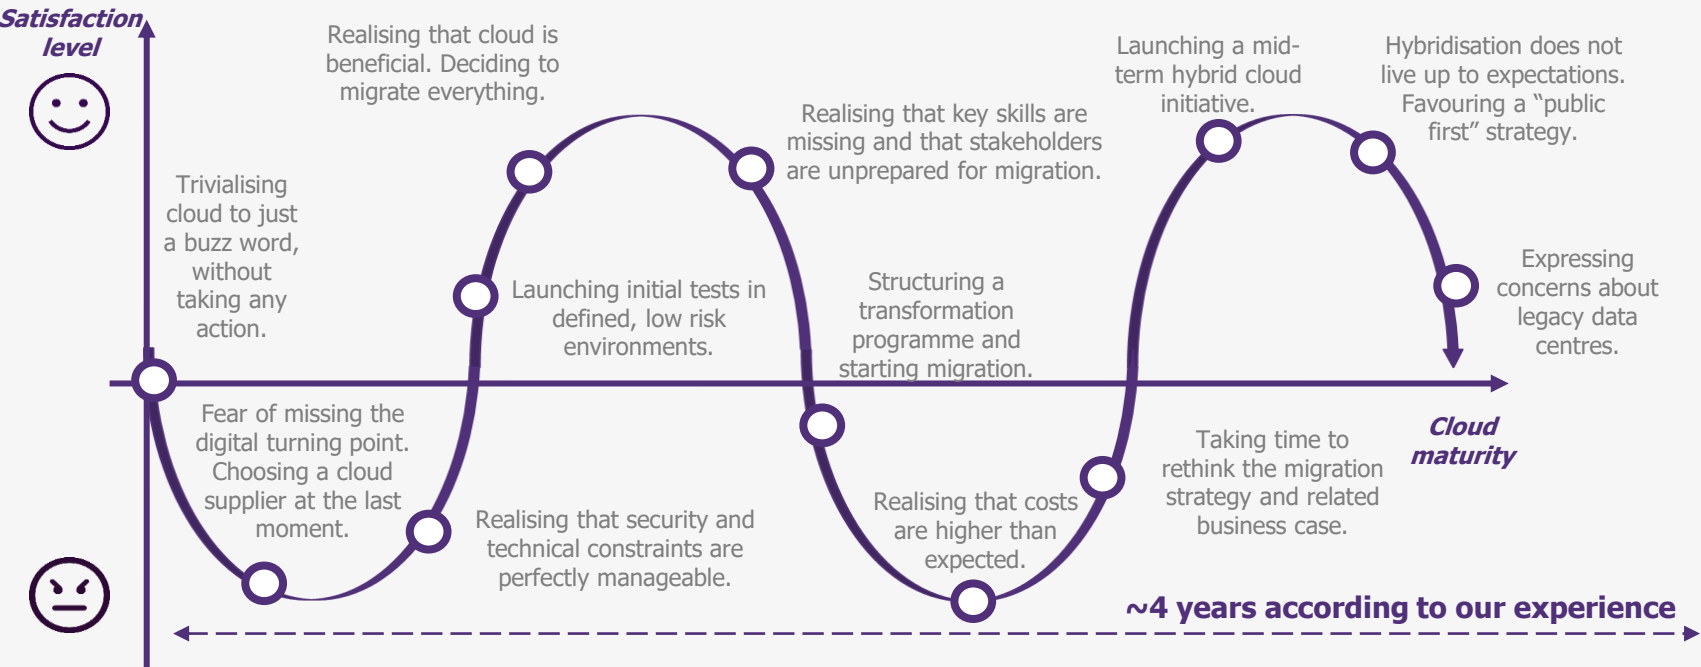 Satisfaction
level
Trivialising
cloud to just
a buzz word,
without
taking any
action.
Fear of missing the
digital turning point.
Choosing a cloud
supplier at the last
moment.
Realising that security and
technical constraints are
perfectly manageable.
Launching initial tests in
defined, low risk
environments.
Realising that cloud is
beneficial. Deciding to
migrate everything.
Realising that key skills are
missing and that stakeholders
are unprepared for migration.
Structuring a
transformation
programme and
starting migration.
Realising that costs
are higher than
expected.
Taking time to
rethink the migration
strategy and related
business case.
Launching a mid-
term hybrid cloud
initiative.
Hybridisation does not
live up to expectations.
Favouring a “public
first” strategy.
Expressing
concerns about
legacy data
centres.
Cloud
maturity
~4 years according to our experience